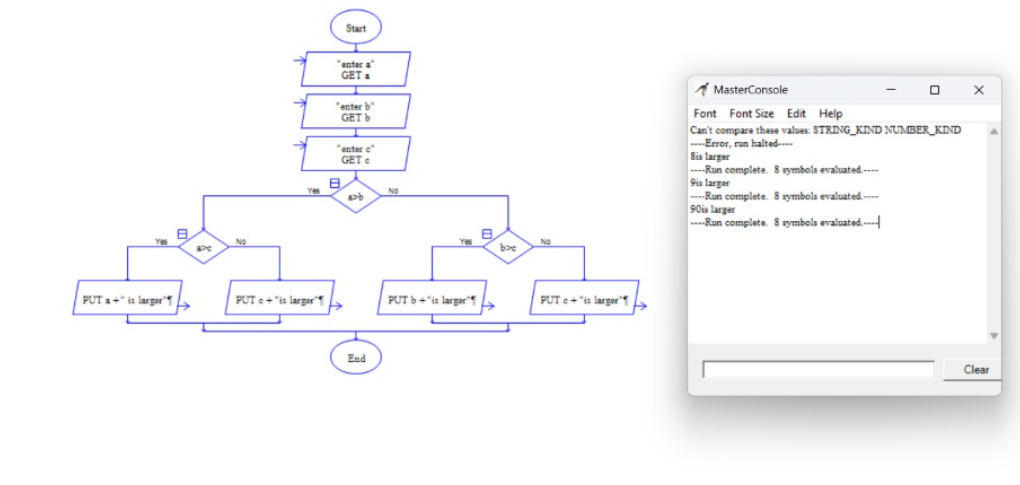 Start
"enter a"
GET a
"enter b"
GET b
"enter c"
GET c
Yes
a>b
No
Yes
a>c
No
Yes
b>c
No
PUT a +" is larger"¶
PUT c +"is larger"¶
PUT b +"is larger"¶
PUT c +"is larger"¶
End
MasterConsole
Font Font Size Edit Help
Can't compare these values: STRING_KIND NUMBER_KIND
----Error, run halted----
8is larger
----Run complete. 8 symbols evaluated.----
9is larger
----Run complete. 8 symbols evaluated.----
90is larger
----Run complete. 8 symbols evaluated.----
Clear